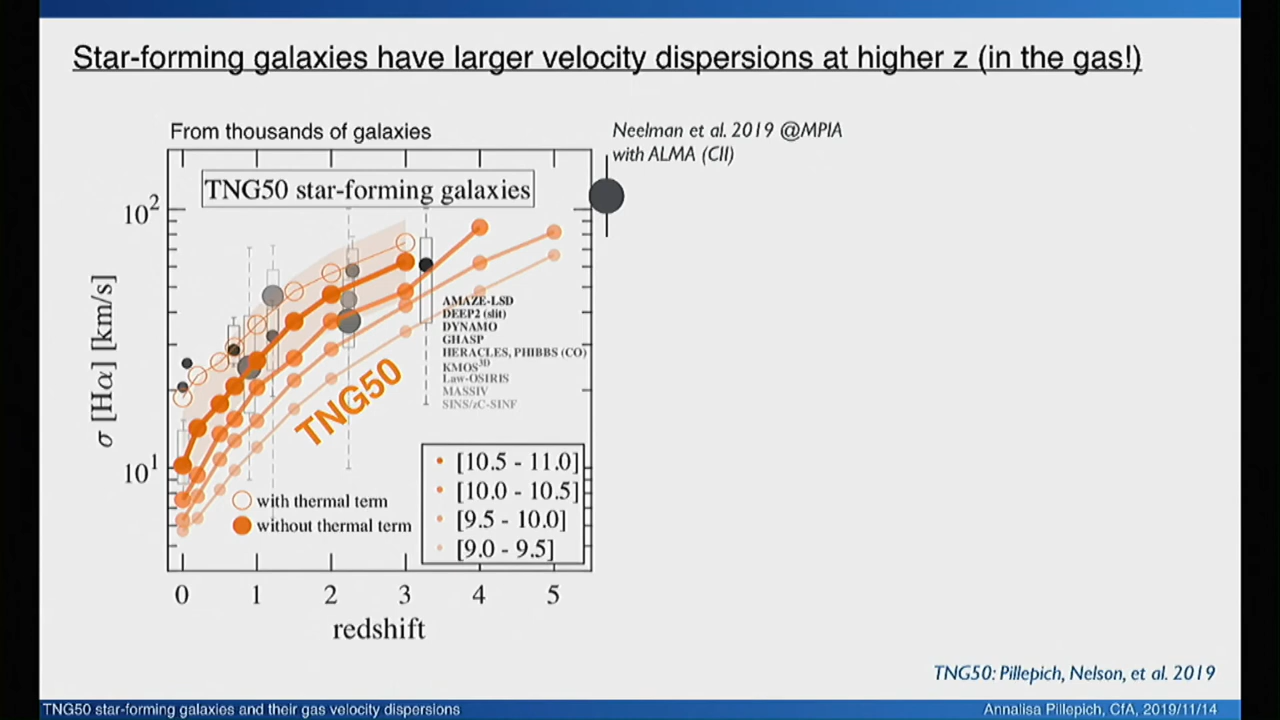 Star-forming galaxies have larger velocity dispersions at higher z (in the gas!)
From thousands of galaxies
Neelman et al. 2019 @MPIA
with ALMA (CII)
TNG50 star-forming galaxies
10²
10¹
σ [Hα] [km/s]
AMAZE-LSD
DEEP2 (slit)
DYNAMO
GHASP
HERACLES, PHIBBS (CO)
KMOS³ᴰ
Law-OSIRIS
MASSIV
SINS/zC-SINF
TNG50
with thermal term
without thermal term
[10.5 - 11.0]
[10.0 - 10.5]
[9.5 - 10.0]
[9.0 - 9.5]
0 1 2 3 4 5
redshift
TNG50: Pillepich, Nelson, et al. 2019
TNG50 star-forming galaxies and their gas velocity dispersions
Annalisa Pillepich, CfA, 2019/11/14